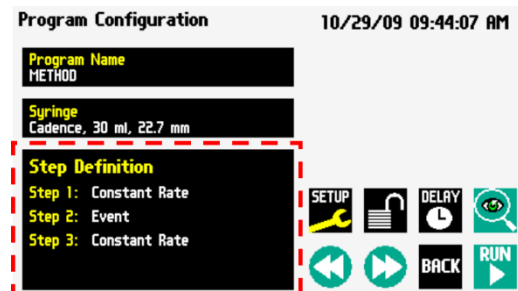 Program Configuration
10/29/09 09:44:07 AM
Program Name
METHOD
Syringe
Cadence, 30 ml, 22.7 mm
Step Definition
Step 1: Constant Rate
Step 2: Event
Step 3: Constant Rate
SETUP
DELAY
BACK
RUN